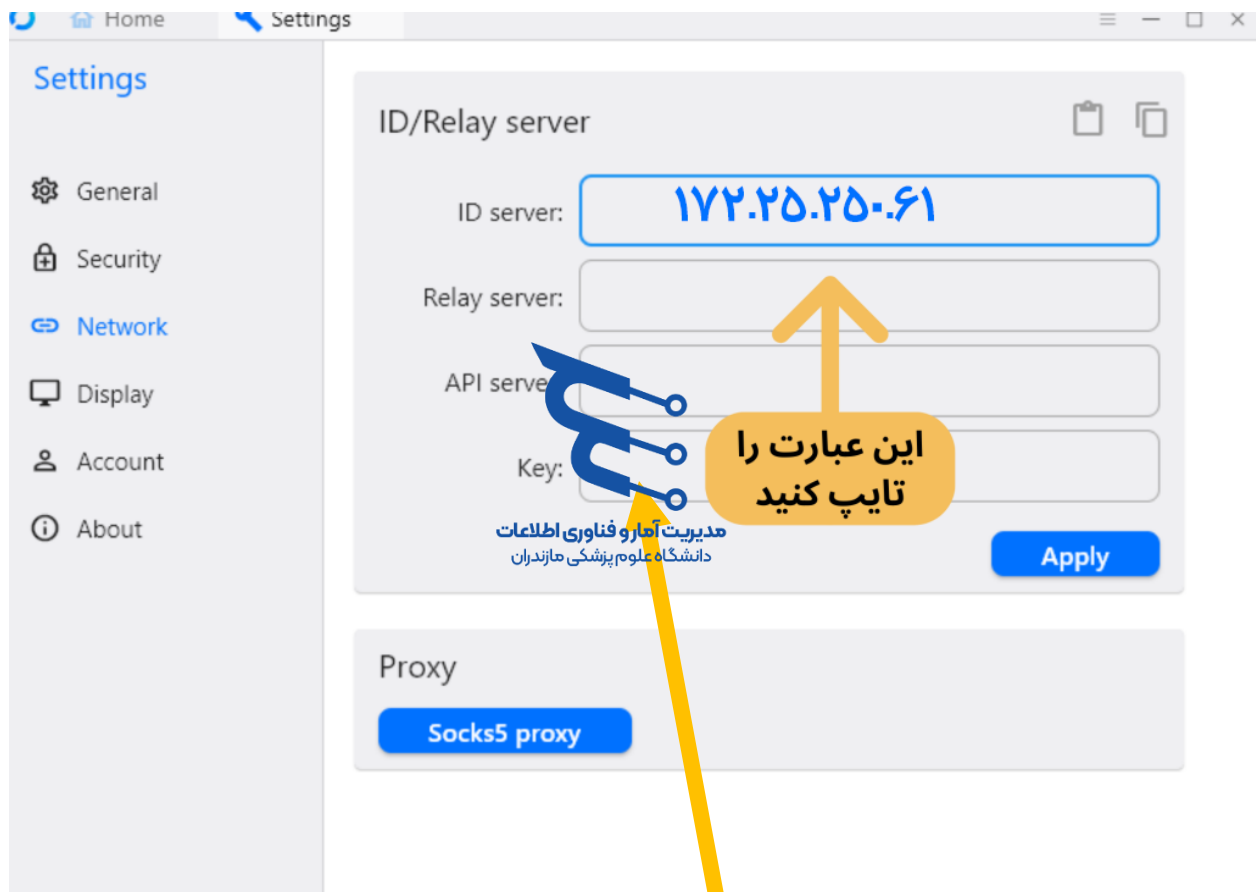 Home
Settings
Settings
General
Security
Network
Display
Account
About
ID/Relay server
ID server:
۱۷۲.۲۵.۲۵۰.۶۱
Relay server:
API serve
Key:
این عبارت را
تایپ کنید
مدیریت آمار و فناوری اطلاعات
دانشگاه علوم پزشکی مازندران
Apply
Proxy
Socks5 proxy